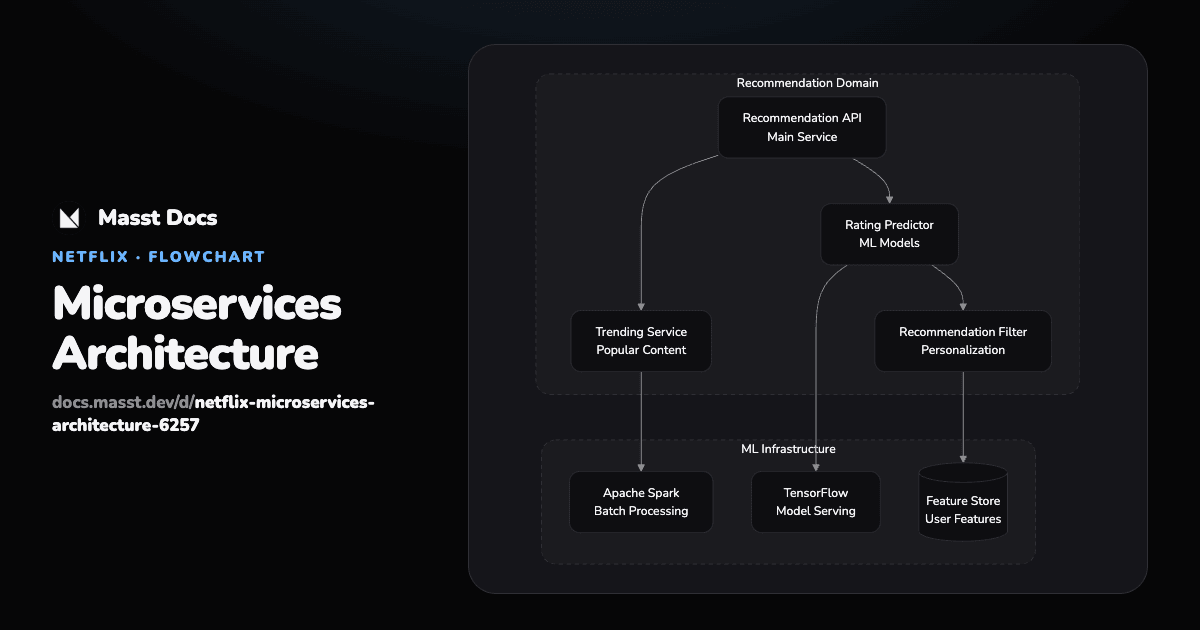 Masst Docs
NETFLIX · FLOWCHART
Microservices
Architecture
docs.masst.dev/d/netflix-microservices-
architecture-6257
Recommendation Domain
Recommendation API
Main Service
Rating Predictor
ML Models
Trending Service
Popular Content
Recommendation Filter
Personalization
ML Infrastructure
Apache Spark
Batch Processing
TensorFlow
Model Serving
Feature Store
User Features